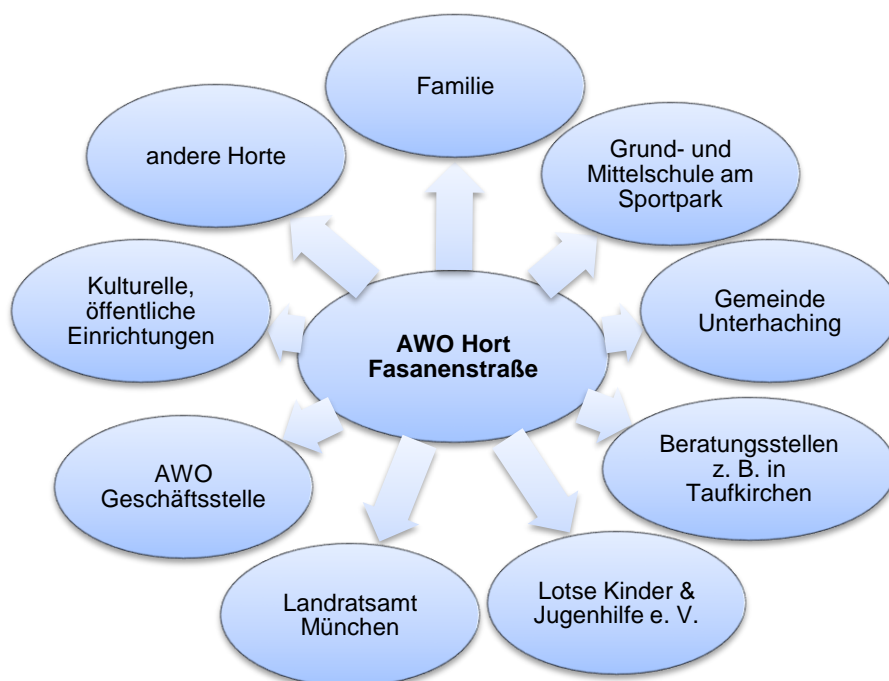 Familie
andere Horte
Grund- und
Mittelschule am
Sportpark
Kulturelle,
öffentliche
Einrichtungen
Gemeinde
Unterhaching
AWO Hort
Fasanenstraße
AWO
Geschäftsstelle
Beratungsstellen
z. B. in
Taufkirchen
Landratsamt
München
Lotse Kinder &
Jugenhilfe e. V.